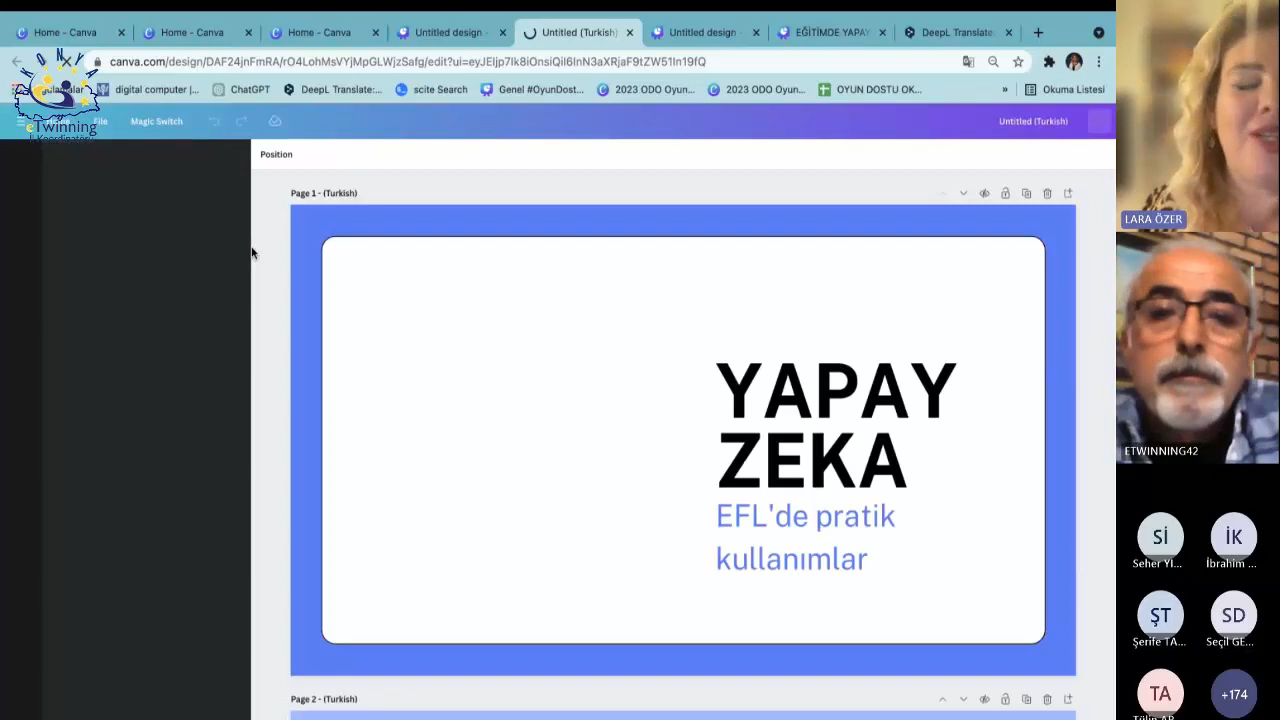 Home - Canva
Home - Canva
Home - Canva
Untitled design -
Untitled (Turkish)
Untitled design -
EĞİTİMDE YAPAY
DeepL Translate:
canva.com/design/DAF24jnFmRA/rO4LohMsVYjMpGLWjzSafg/edit?ui=eyJEIjp7Ik8iOnsiQiI6InN3aXRjaF9tZW51In19fQ
digital computer |...
ChatGPT
DeepL Translate:...
scite Search
Genel #OyunDost...
2023 ODO Oyun...
2023 ODO Oyun...
OYUN DOSTU OK...
»
Okuma Listesi
KONYA
eTwinning
İl Koordinatörü
File
Magic Switch
Untitled (Turkish)
Position
Page 1 - (Turkish)
YAPAY
ZEKA
EFL'de pratik
kullanımlar
Page 2 - (Turkish)
LARA ÖZER
ETWINNING42
Sİ
İK
Seher YI...
İbrahim ...
ŞT
SD
Şerife TA...
Seçil GE...
TA
+174